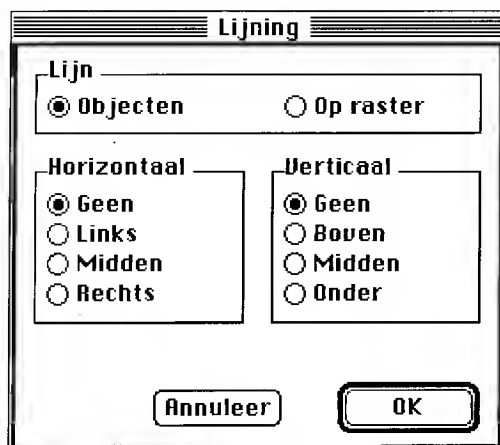 Lijning
Lijn
Objecten Op raster
Horizontaal
Geen
Links
Midden
Rechts
Verticaal
Geen
Boven
Midden
Onder
Annuleer OK